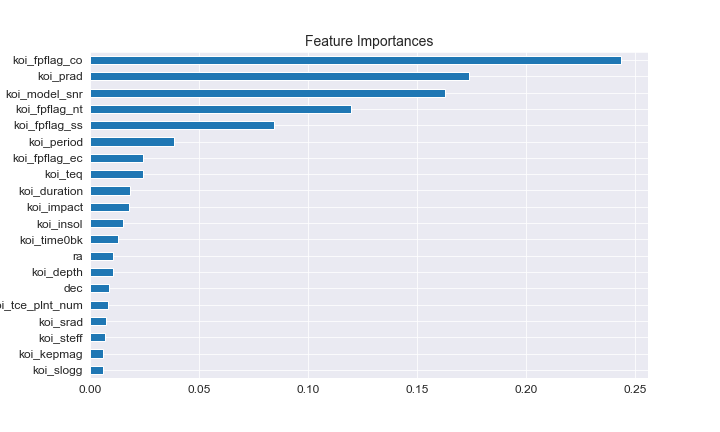 Feature Importances
koi_fpflag_co
koi_prad
koi_model_snr
koi_fpflag_nt
koi_fpflag_ss
koi_period
koi_fpflag_ec
koi_teq
koi_duration
koi_impact
koi_insol
koi_time0bk
ra
koi_depth
dec
oi_tce_plnt_num
koi_srad
koi_steff
koi_kepmag
koi_slogg
0.00 0.05 0.10 0.15 0.20 0.25